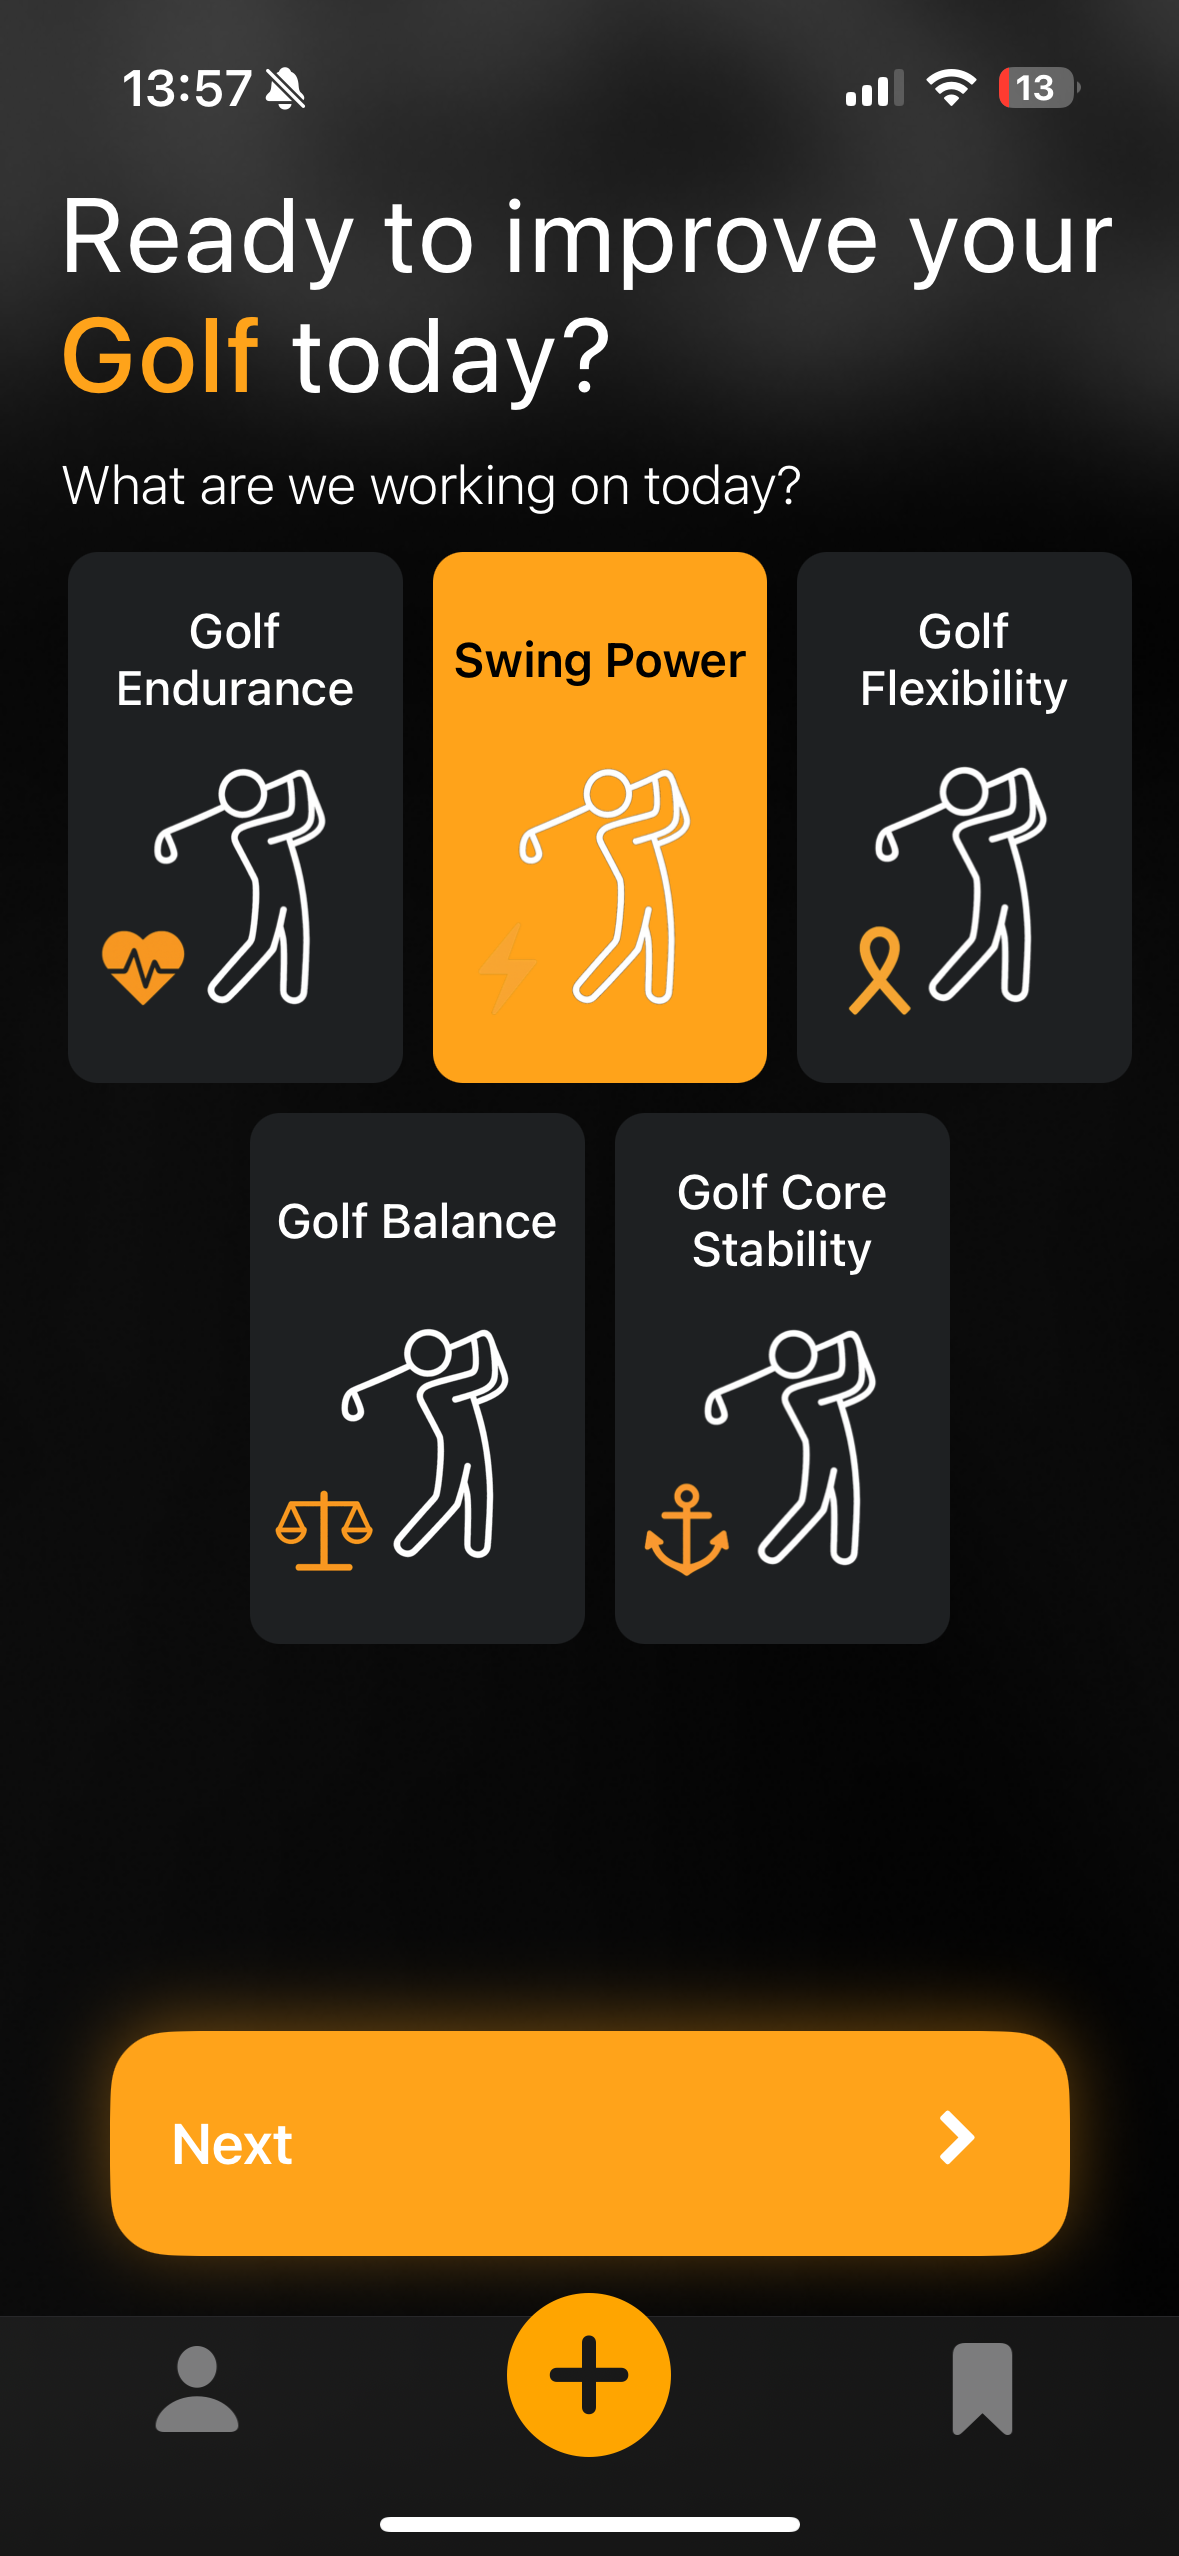 13:57
13
Ready to improve your
Golf today?
What are we working on today?
Golf
Endurance
Swing Power
Golf
Flexibility
Golf Balance
Golf Core
Stability
Next